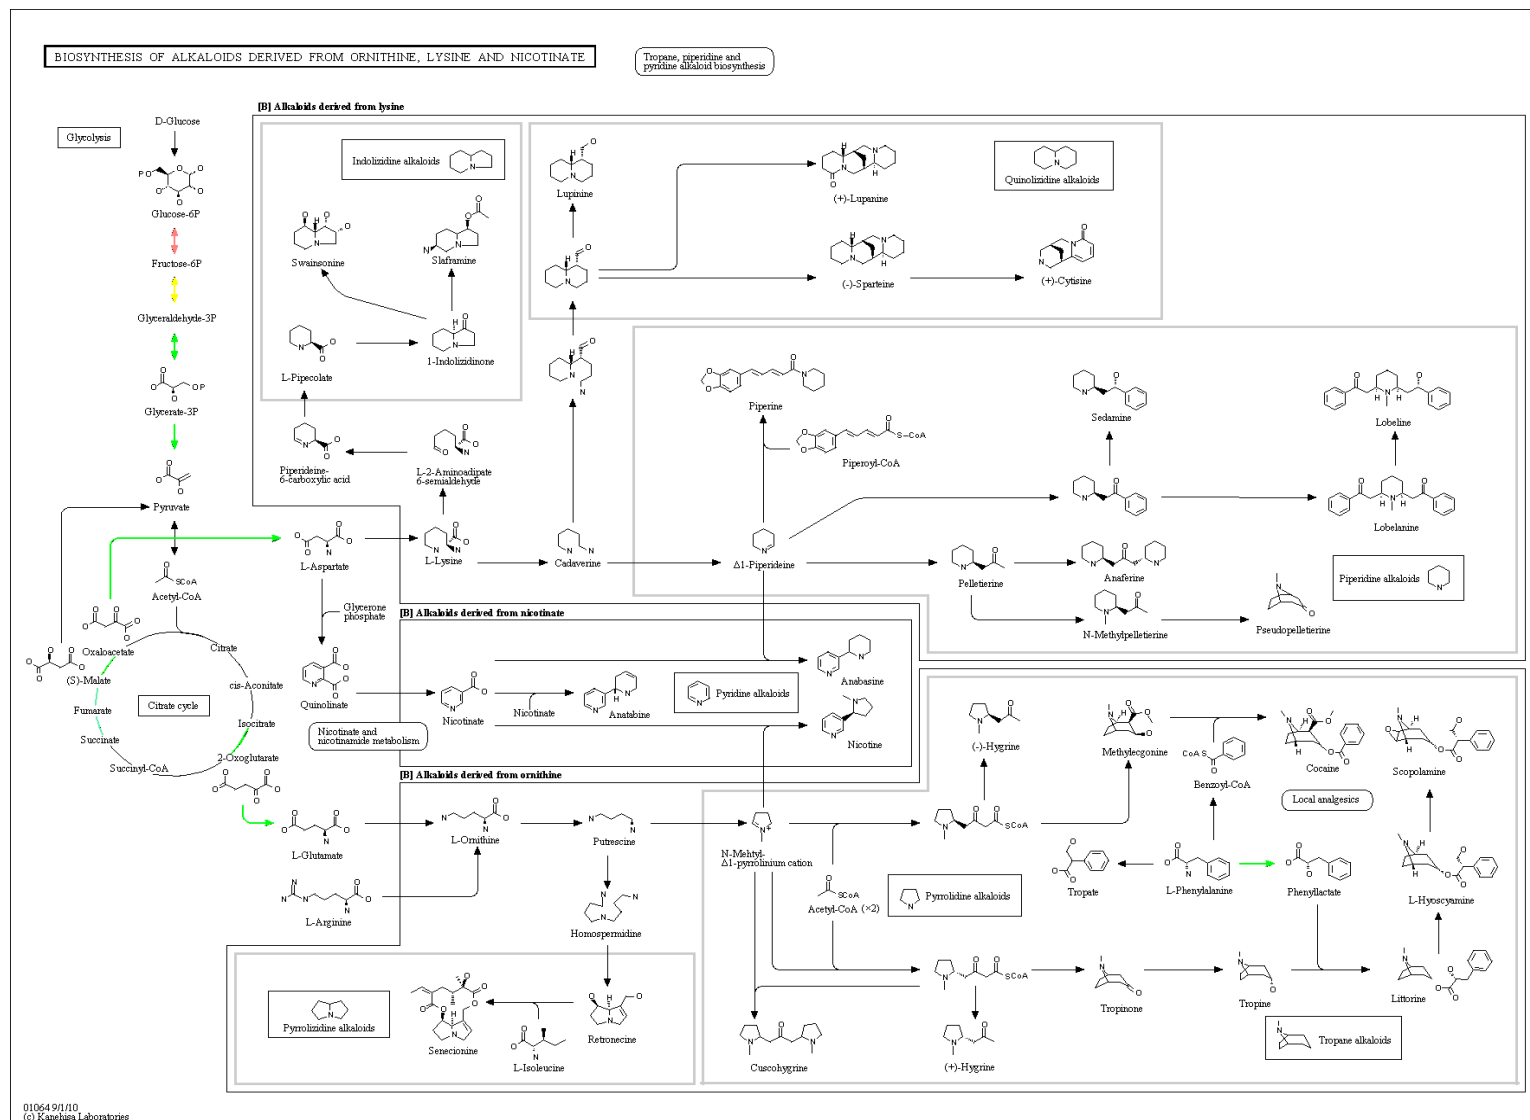 BIOSYNTHESIS OF ALKALOIDS DERIVED FROM ORNITHINE, LYSINE AND NICOTINATE
Tropane, piperidine and
pyridine alkaloid biosynthesis
Glycolysis
D-Glucose
Glucose-6P
Fructose-6P
Glyceraldehyde-3P
Glycerate-3P
Pyruvate
SCoA
Acetyl-CoA
Oxaloacetate
Citrate
(S)-Malate
cis-Aconitate
Fumarate
Citrate cycle
Isocitrate
Succinate
2-Oxoglutarate
Succinyl-CoA
[B] Alkaloids derived from lysine
Indolizidine alkaloids
Swainsonine
Slaframine
L-Pipecolate
1-Indolizidinone
Piperideine-
6-carboxylic acid
L-2-Aminoadipate
6-semialdehyde
L-Aspartate
L-Lysine
Cadaverine
Lupinine
(+)-Lupanine
Quinolizidine alkaloids
(-)-Sparteine
(+)-Cytisine
Piperine
S-CoA
Piperoyl-CoA
Sedamine
Lobeline
Lobelanine
Δ1-Piperideine
Pelletierine
Anaferine
Piperidine alkaloids
N-Methylpelletierine
Pseudopelletierine
Glycerone
phosphate
[B] Alkaloids derived from nicotinate
Quinolinate
Nicotinate
Nicotinate
Anatabine
Pyridine alkaloids
Anabasine
Nicotine
Nicotinate and
nicotinamide metabolism
[B] Alkaloids derived from ornithine
L-Glutamate
L-Ornithine
Putrescine
L-Arginine
Homospermidine
Pyrrolizidine alkaloids
Senecionine
L-Isoleucine
Retronecine
N-Mehtyl-
Δ1-pyrrolinium cation
(-)-Hygrine
SCoA
Methylecgonine
CoAS
Benzoyl-CoA
Cocaine
Scopolamine
Local analgesics
Tropate
L-Phenylalanine
Phenyllactate
L-Hyoscyamine
SCoA
Acetyl-CoA (×2)
Pyrrolidine alkaloids
SCoA
Tropinone
Tropine
Littorine
Cuscohygrine
(+)-Hygrine
Tropane alkaloids
01064 9/1/10
(c) Kanehisa Laboratories